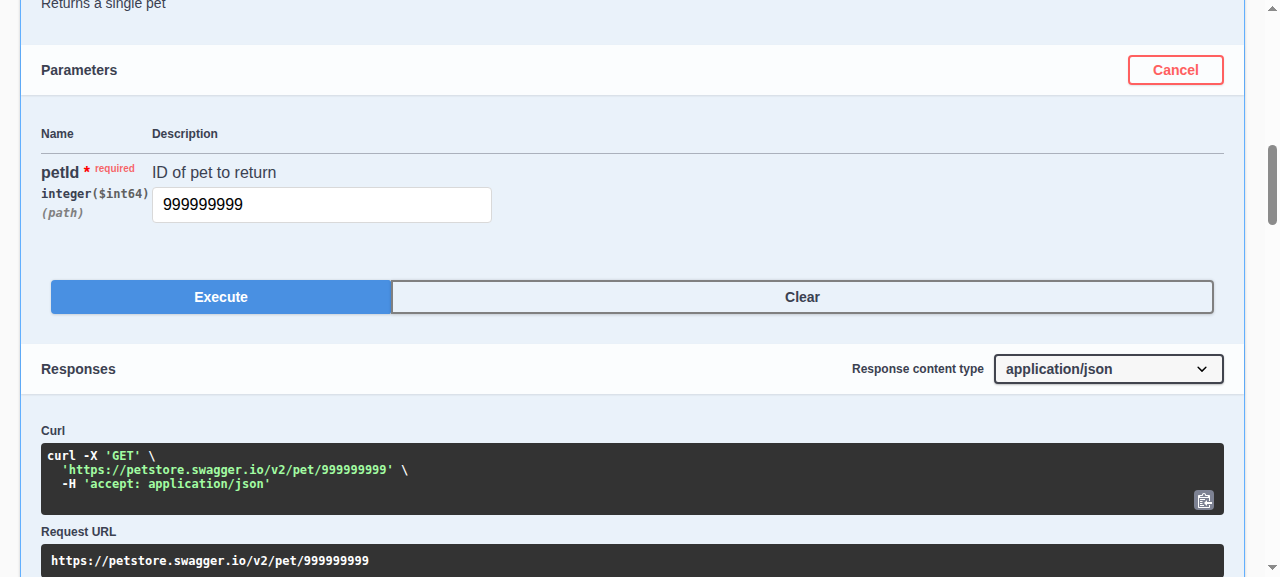 Returns a single pet
Parameters
Cancel
Name Description
petId * required ID of pet to return
integer($int64)
(path)
999999999
Execute Clear
Responses
Response content type application/json
Curl
curl -X 'GET' \
  'https://petstore.swagger.io/v2/pet/999999999' \
  -H 'accept: application/json'
Request URL
https://petstore.swagger.io/v2/pet/999999999